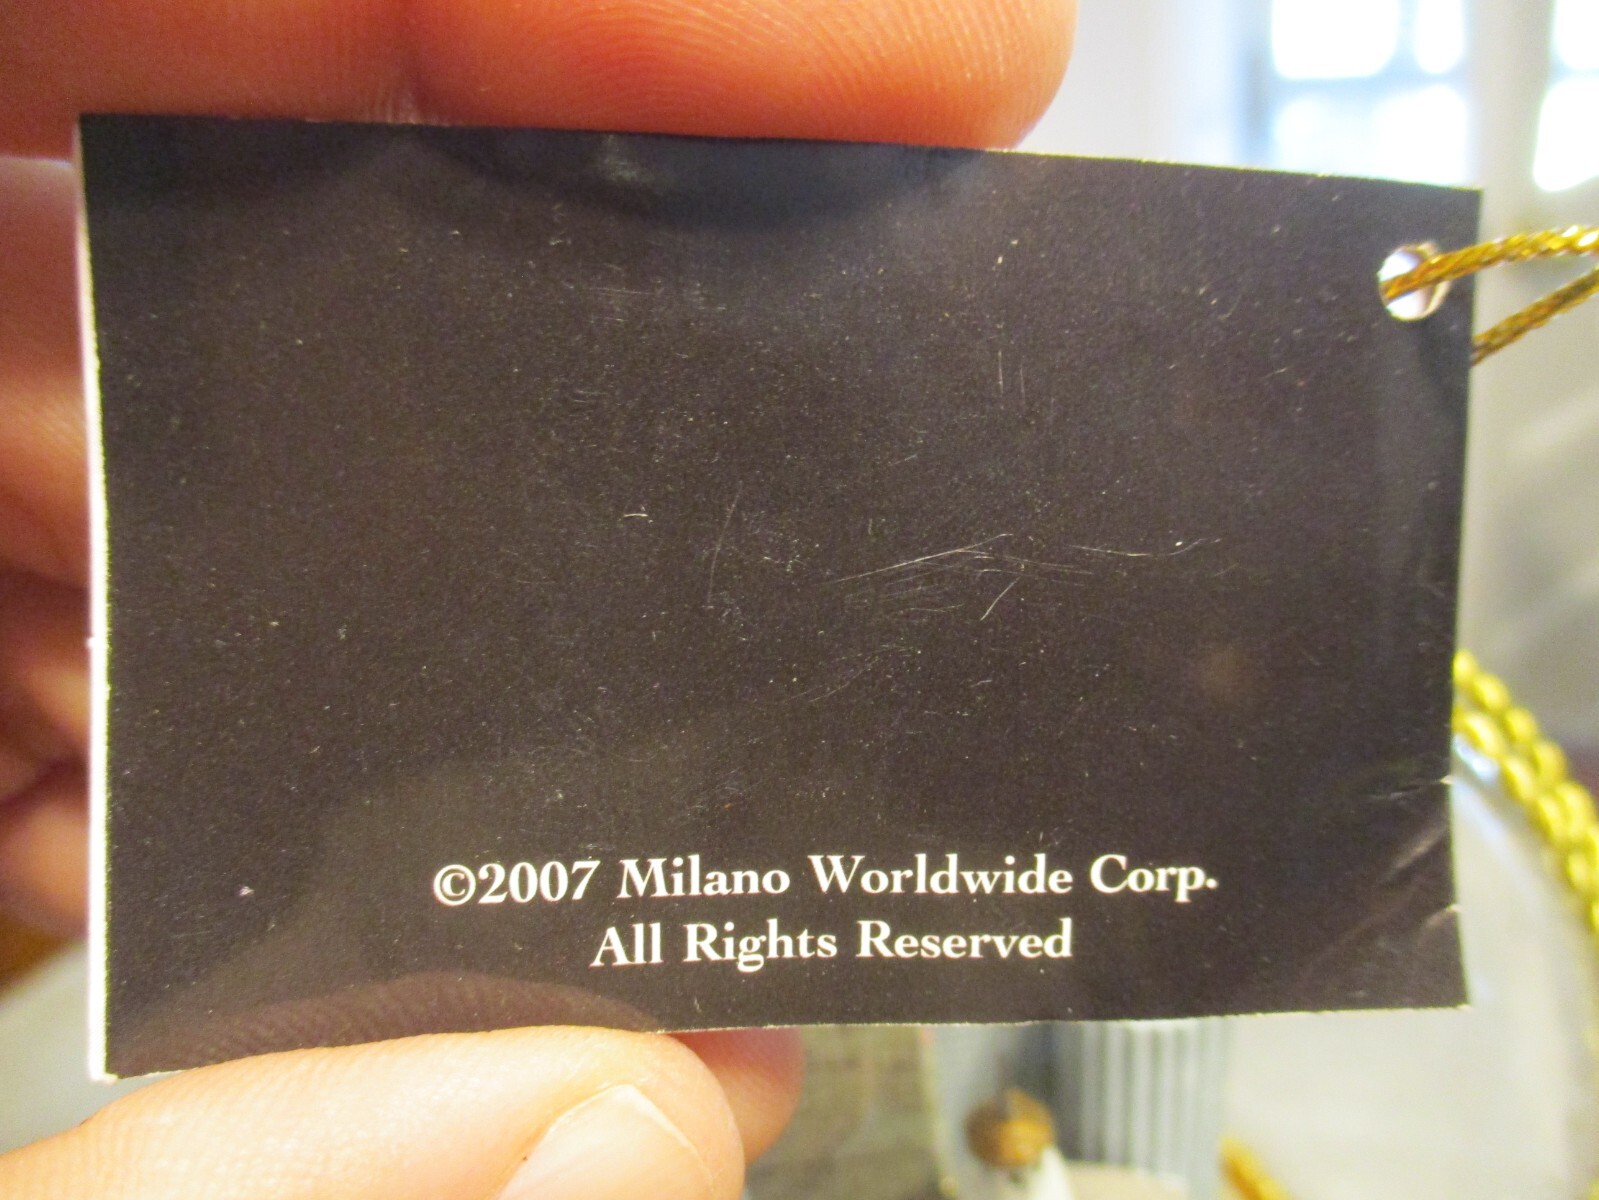 ©2007 Milano Worldwide Corp.
All Rights Reserved